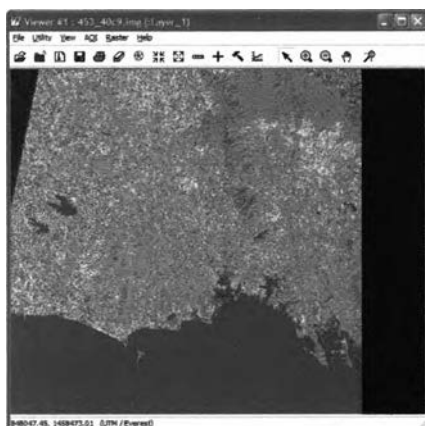 Viewer #1 : 453_40c9.img (:Layer_1)
File Utility View AOI Raster Help
(UTM / Everest)